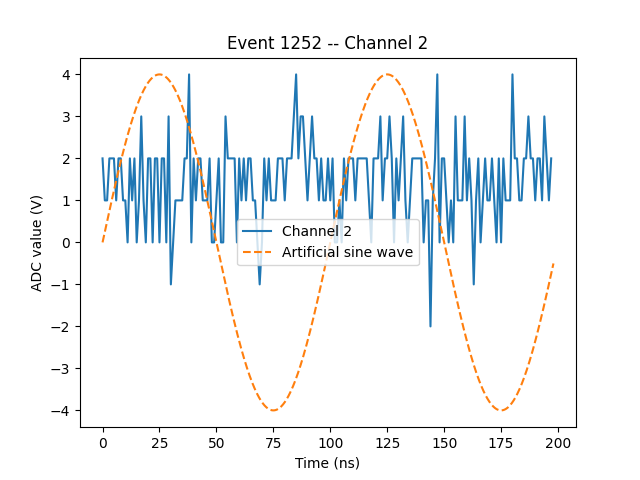 Event 1252 -- Channel 2
ADC value (V)
4
3
2
1
0
−1
−2
−3
−4
Channel 2
Artificial sine wave
0 25 50 75 100 125 150 175 200
Time (ns)